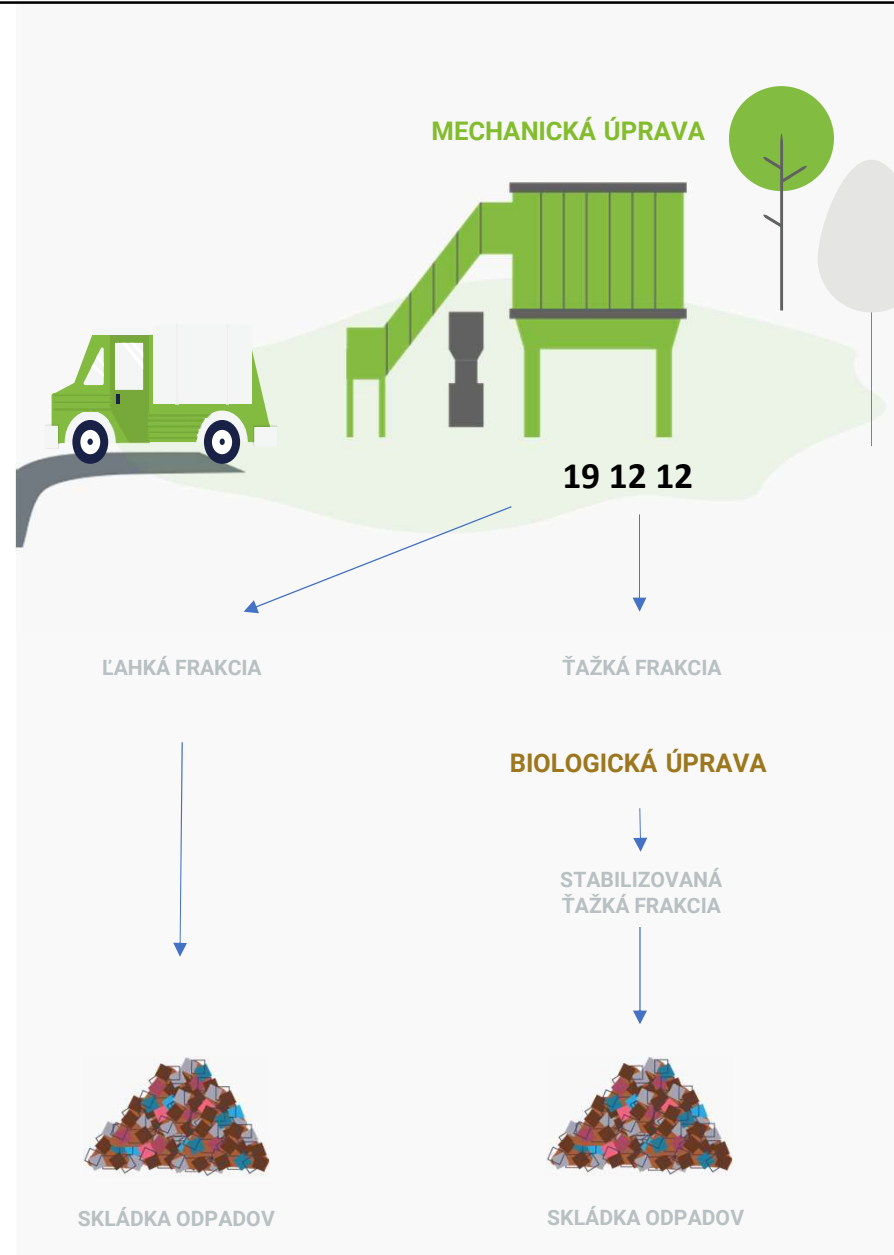 MECHANICKÁ ÚPRAVA
19 12 12
ĽAHKÁ FRAKCIA
ŤAŽKÁ FRAKCIA
BIOLOGICKÁ ÚPRAVA
STABILIZOVANÁ
ŤAŽKÁ FRAKCIA
SKLÁDKA ODPADOV
SKLÁDKA ODPADOV